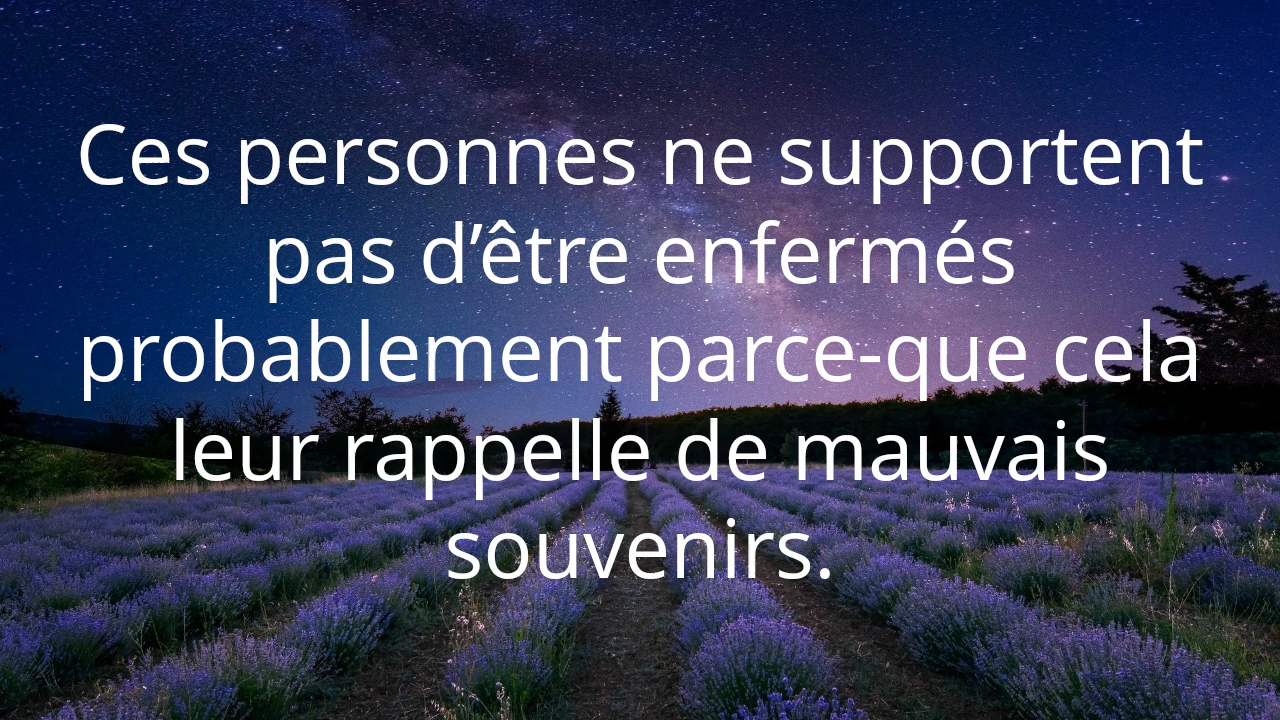 Ces personnes ne supportent
pas d’être enfermés
probablement parce-que cela
leur rappelle de mauvais
souvenirs.